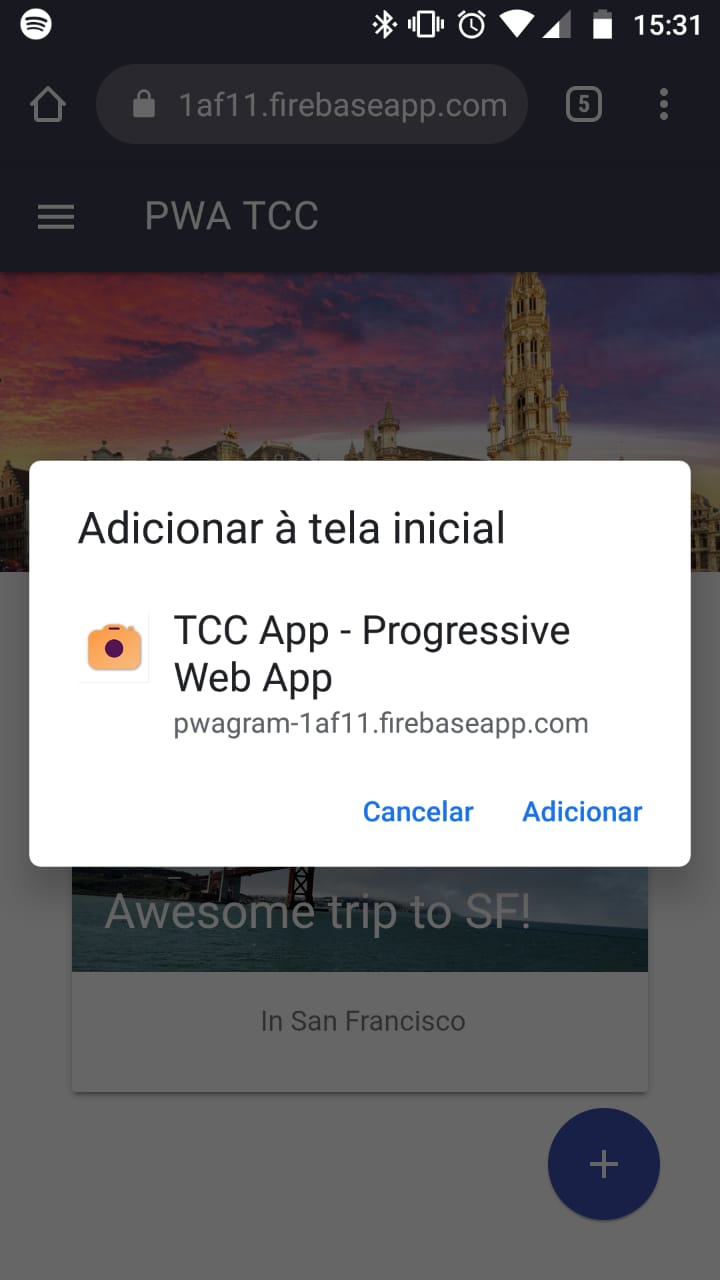 15:31
1af11.firebaseapp.com
5
PWA TCC
Adicionar à tela inicial
TCC App - Progressive
Web App
pwagram-1af11.firebaseapp.com
Cancelar
Adicionar
Awesome trip to SF!
In San Francisco
+